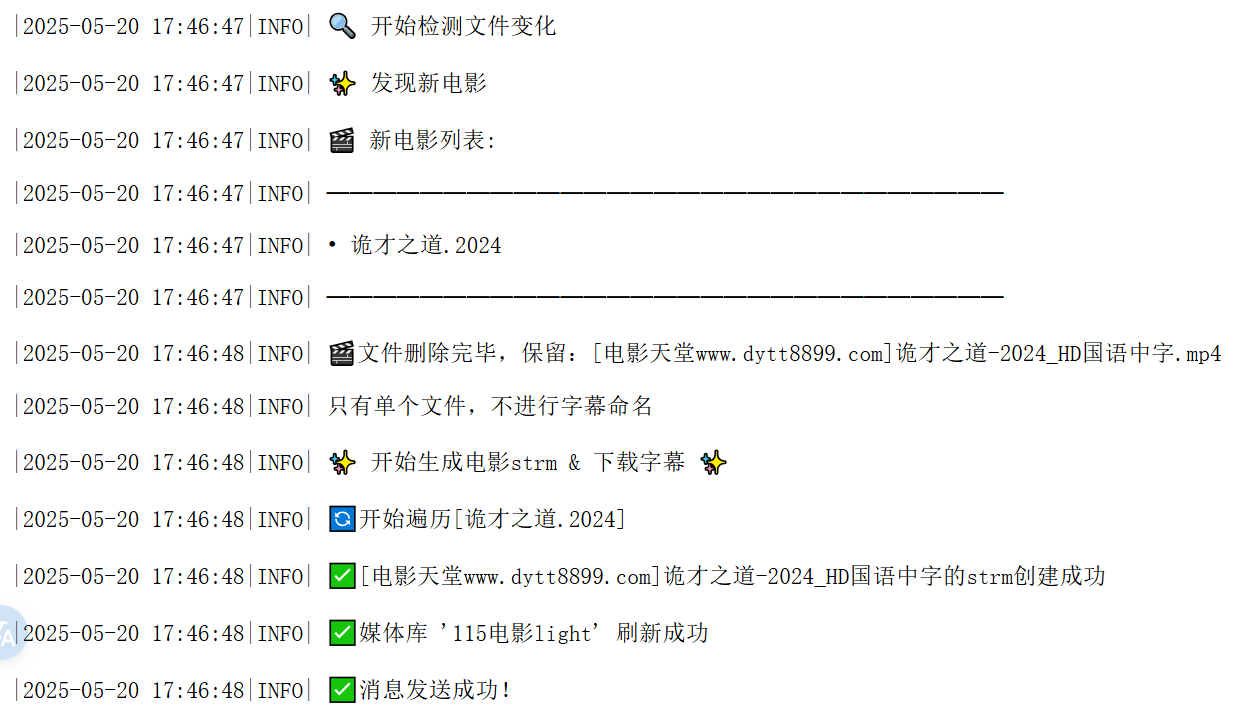 |2025-05-20 17:46:47|INFO| 🔍 开始检测文件变化
|2025-05-20 17:46:47|INFO| ✨ 发现新电影
|2025-05-20 17:46:47|INFO| 🎬 新电影列表:
|2025-05-20 17:46:47|INFO| —————————————————————————————
|2025-05-20 17:46:47|INFO| • 诡才之道.2024
|2025-05-20 17:46:47|INFO| —————————————————————————————
|2025-05-20 17:46:48|INFO| 🎬文件删除完毕，保留：[电影天堂www.dytt8899.com]诡才之道-2024_HD国语中字.mp4
|2025-05-20 17:46:48|INFO| 只有单个文件，不进行字幕命名
|2025-05-20 17:46:48|INFO| ✨ 开始生成电影strm & 下载字幕 ✨
|2025-05-20 17:46:48|INFO| 🔄开始遍历[诡才之道.2024]
|2025-05-20 17:46:48|INFO| ✅[电影天堂www.dytt8899.com]诡才之道-2024_HD国语中字的strm创建成功
|2025-05-20 17:46:48|INFO| ✅媒体库 '115电影light' 刷新成功
|2025-05-20 17:46:48|INFO| ✅消息发送成功！